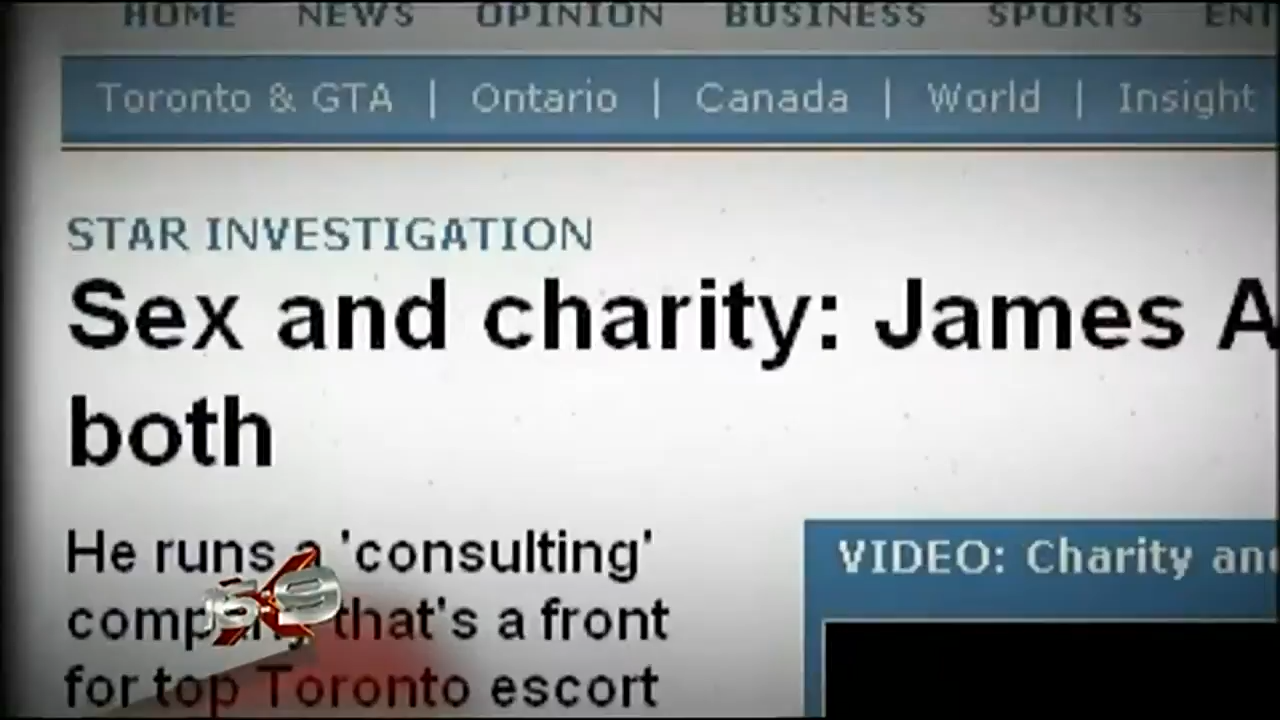 HOME NEWS OPINION BUSINESS SPORTS ENT
Toronto & GTA | Ontario | Canada | World | Insight
STAR INVESTIGATION
Sex and charity: James A
both
He runs a 'consulting'
company that's a front
for top Toronto escort
VIDEO: Charity and